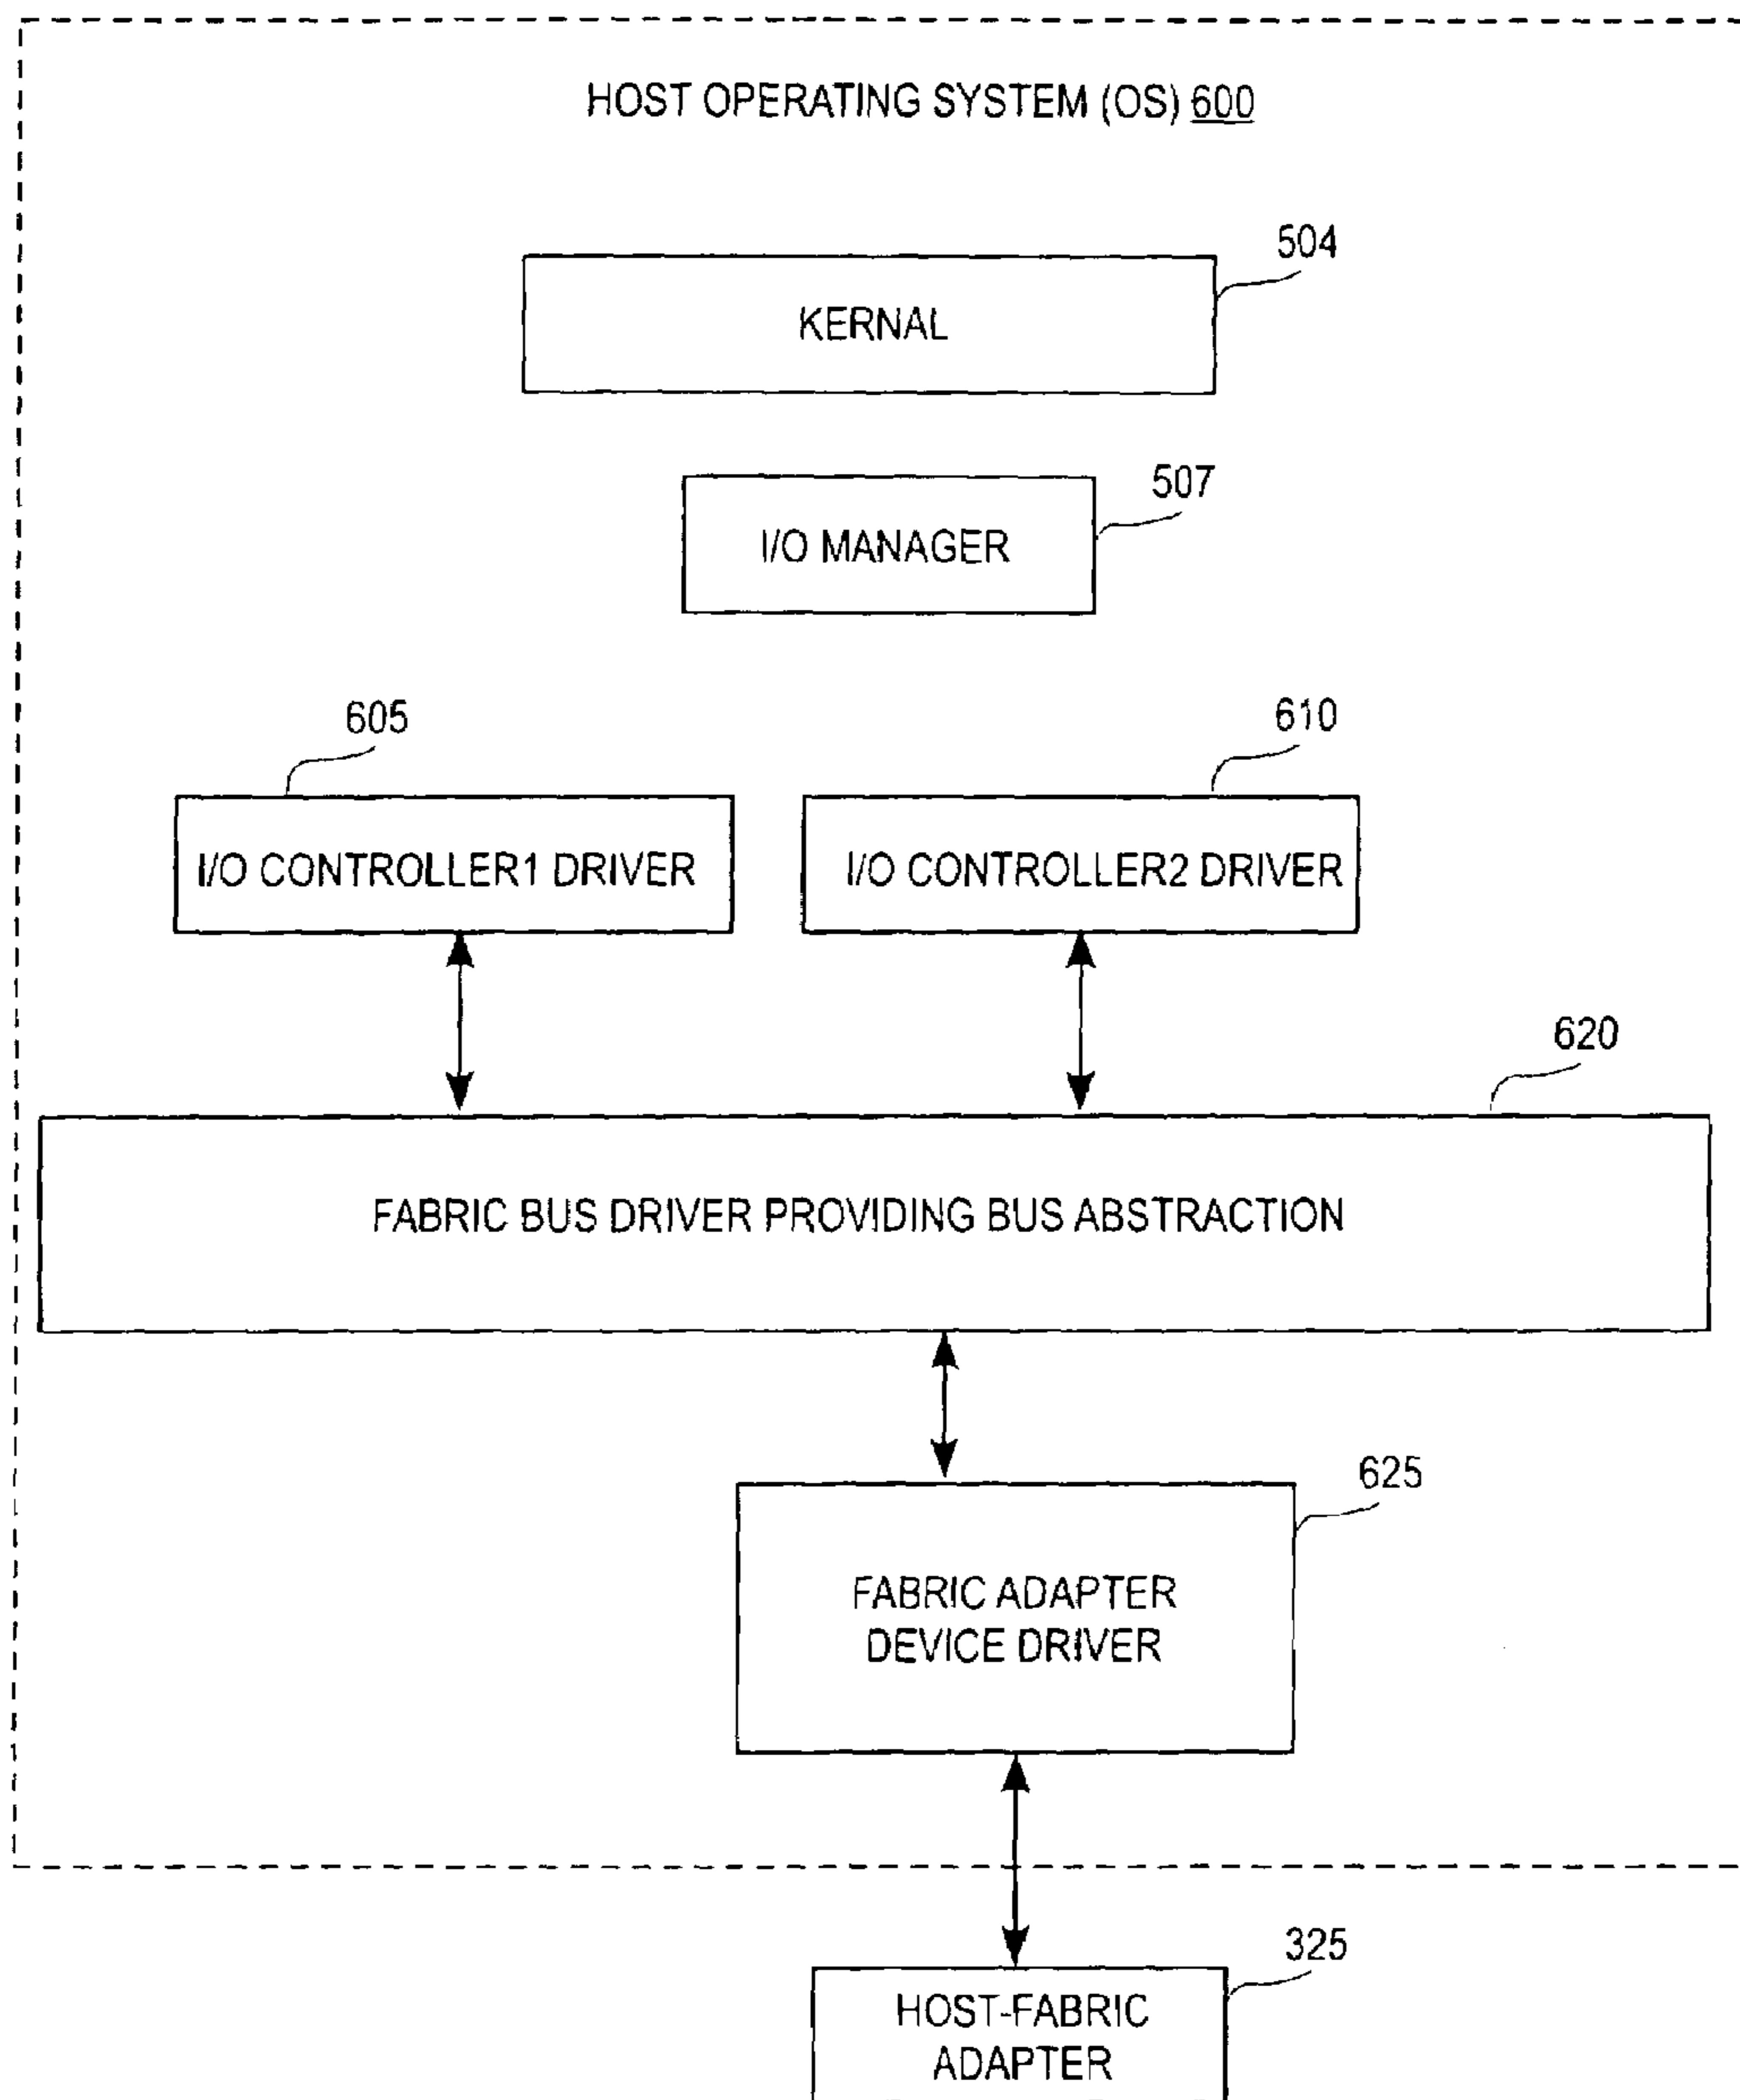 HOST OPERATING SYSTEM (OS) 600
504
KERNAL
507
I/O MANAGER
605
610
I/O CONTROLLER1 DRIVER
I/O CONTROLLER2 DRIVER
620
FABRIC BUS DRIVER PROVIDING BUS ABSTRACTION
625
FABRIC ADAPTER
DEVICE DRIVER
325
HOST-FABRIC
ADAPTER